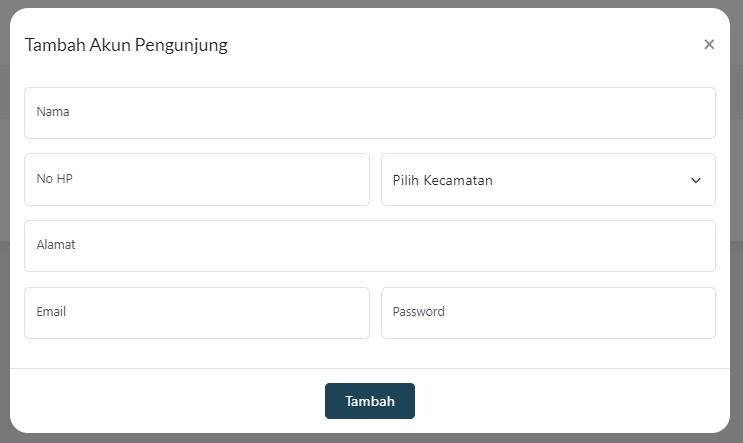 Tambah Akun Pengunjung ×
Nama
No HP
Pilih Kecamatan
Alamat
Email
Password
Tambah